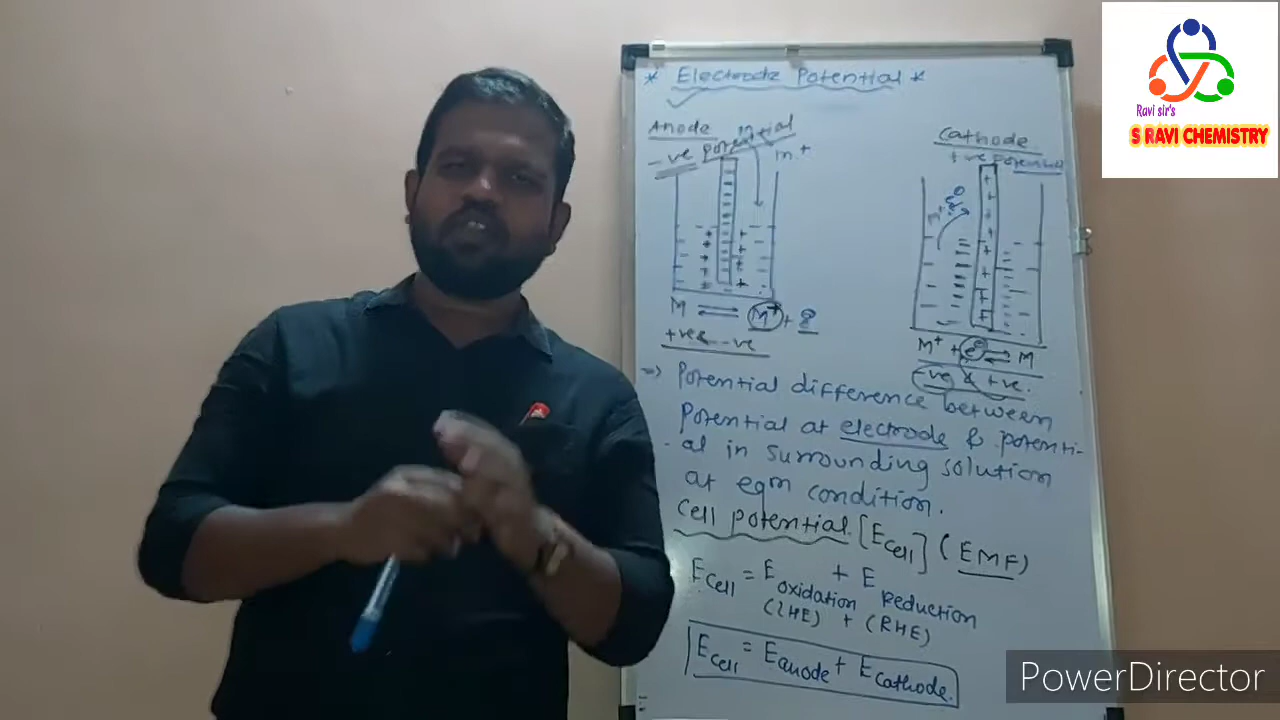 * Electrode Potential *
Anode
-ve potential
m+
Cathode
+ve potential
M ⇌ M+ + e
+ve & -ve
M+ + e ⇌ M
-ve & +ve.
⇒ Potential difference between
Potential at electrode & potenti-
al in surrounding solution
at eqm condition.
Cell potential [Ecell] (EMF)
Ecell = Eoxidation + EReduction
(LHE) + (RHE)
Ecell = Eanode + Ecathode.
Ravi sir's
S RAVI CHEMISTRY
PowerDirector